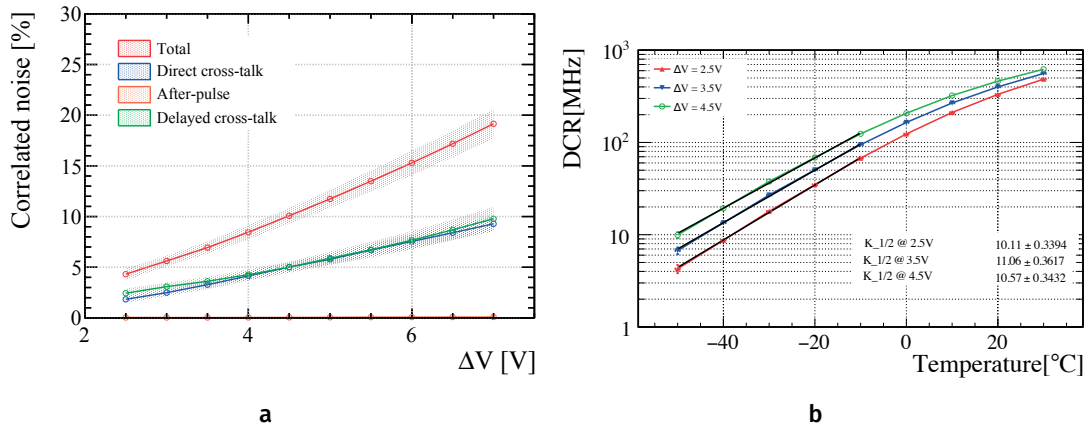 Correlated noise [%]
30
25
20
15
10
5
0
Total
Direct cross-talk
After-pulse
Delayed cross-talk
2
4
6
ΔV [V]
a
DCR[MHz]
10³
10²
10
1
ΔV = 2.5V
ΔV = 3.5V
ΔV = 4.5V
K_1/2 @ 2.5V 10.11 ± 0.3394
K_1/2 @ 3.5V 11.06 ± 0.3617
K_1/2 @ 4.5V 10.57 ± 0.3432
−40
−20
0
20
Temperature[°C]
b